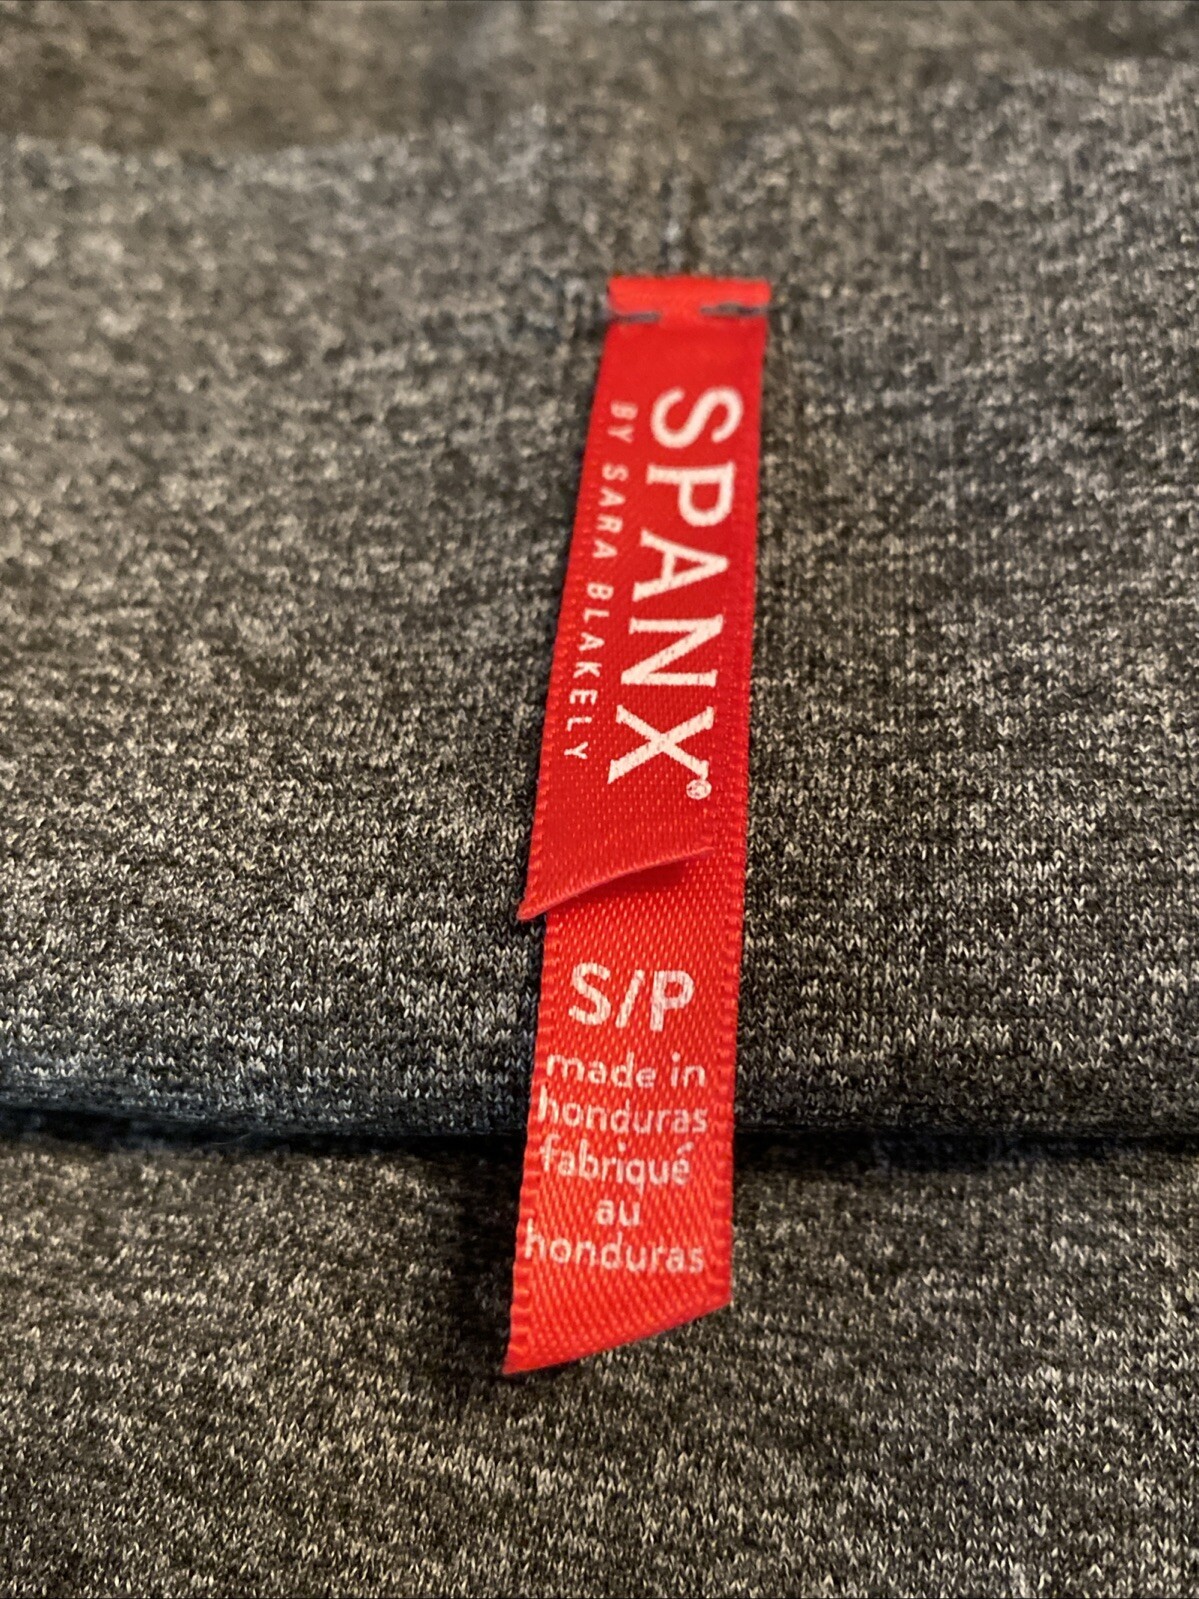 SPANX®
BY SARA BLAKELY
S/P
made in
honduras
fabriqué
au
honduras